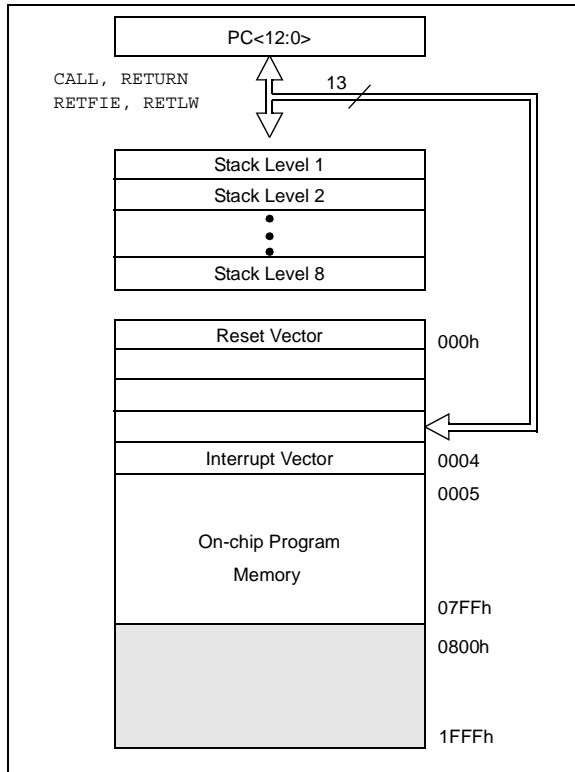 PC<12:0>
CALL, RETURN
RETFIE, RETLW
13
Stack Level 1
Stack Level 2
Stack Level 8
Reset Vector
000h
Interrupt Vector
0004
0005
On-chip Program
Memory
07FFh
0800h
1FFFh